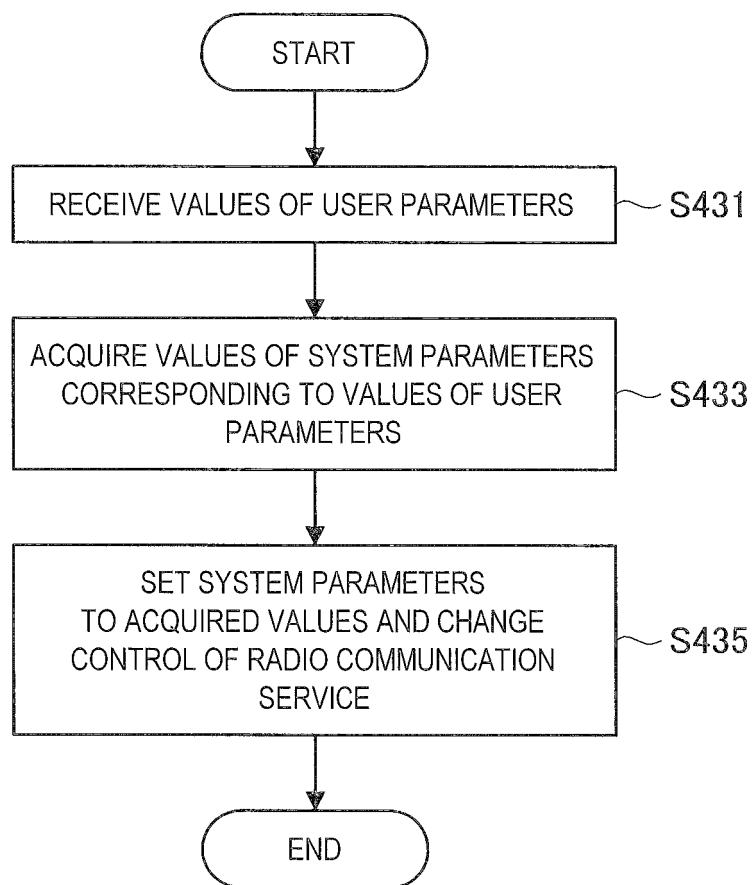 START
RECEIVE VALUES OF USER PARAMETERS
S431
ACQUIRE VALUES OF SYSTEM PARAMETERS
CORRESPONDING TO VALUES OF USER
PARAMETERS
S433
SET SYSTEM PARAMETERS
TO ACQUIRED VALUES AND CHANGE
CONTROL OF RADIO COMMUNICATION
SERVICE
S435
END